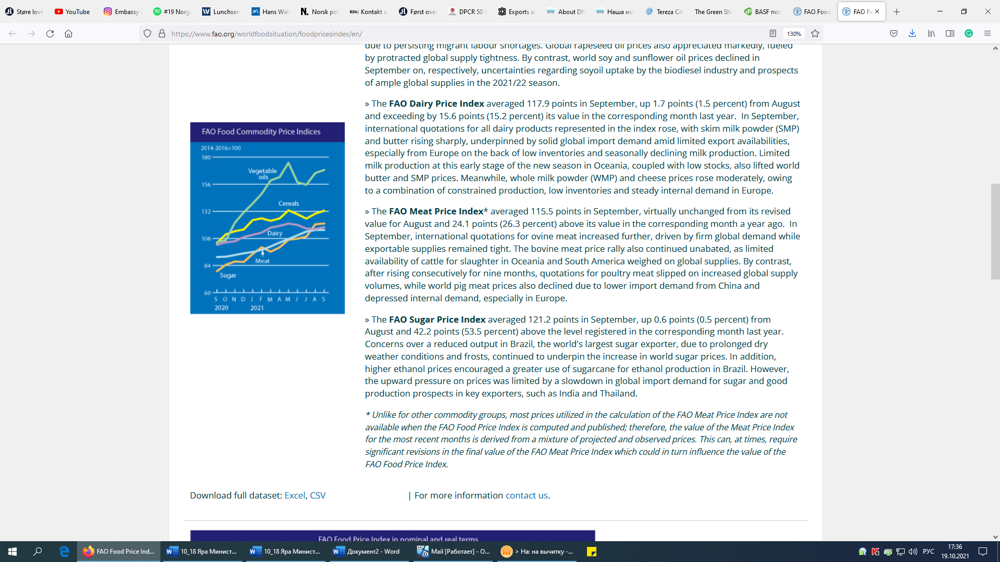 Støre love
YouTube
Embassy o
#19 Norge
Lunchsem
Hans Wall
Norsk pol
E24 Kontakt o
Først over
DPCR 50 Y
Exports an
About DN
Наша ист
Tereza Cri
The Green Shi
BASF пос
FAO Food
FAO Fo
https://www.fao.org/worldfoodsituation/foodpricesindex/en/
130%
due to persisting migrant labour shortages. Global rapeseed oil prices also appreciated markedly, fueled
by protracted global supply tightness. By contrast, world soy and sunflower oil prices declined in
September on, respectively, uncertainties regarding soyoil uptake by the biodiesel industry and prospects
of ample global supplies in the 2021/22 season.
» The FAO Dairy Price Index averaged 117.9 points in September, up 1.7 points (1.5 percent) from August
and exceeding by 15.6 points (15.2 percent) its value in the corresponding month last year. In September,
international quotations for all dairy products represented in the index rose, with skim milk powder (SMP)
and butter rising sharply, underpinned by solid global import demand amid limited export availabilities,
especially from Europe on the back of low inventories and seasonally declining milk production. Limited
milk production at this early stage of the new season in Oceania, coupled with low stocks, also lifted world
butter and SMP prices. Meanwhile, whole milk powder (WMP) and cheese prices rose moderately, owing
to a combination of constrained production, low inventories and steady internal demand in Europe.
» The FAO Meat Price Index* averaged 115.5 points in September, virtually unchanged from its revised
value for August and 24.1 points (26.3 percent) above its value in the corresponding month a year ago. In
September, international quotations for ovine meat increased further, driven by firm global demand while
exportable supplies remained tight. The bovine meat price rally also continued unabated, as limited
availability of cattle for slaughter in Oceania and South America weighed on global supplies. By contrast,
after rising consecutively for nine months, quotations for poultry meat slipped on increased global supply
volumes, while world pig meat prices also declined due to lower import demand from China and
depressed internal demand, especially in Europe.
» The FAO Sugar Price Index averaged 121.2 points in September, up 0.6 points (0.5 percent) from
August and 42.2 points (53.5 percent) above the level registered in the corresponding month last year.
Concerns over a reduced output in Brazil, the world's largest sugar exporter, due to prolonged dry
weather conditions and frosts, continued to underpin the increase in world sugar prices. In addition,
higher ethanol prices encouraged a greater use of sugarcane for ethanol production in Brazil. However,
the upward pressure on prices was limited by a slowdown in global import demand for sugar and good
production prospects in key exporters, such as India and Thailand.
* Unlike for other commodity groups, most prices utilized in the calculation of the FAO Meat Price Index are not
available when the FAO Food Price Index is computed and published; therefore, the value of the Meat Price Index
for the most recent months is derived from a mixture of projected and observed prices. This can, at times, require
significant revisions in the final value of the FAO Meat Price Index which could in turn influence the value of the
FAO Food Price Index.
FAO Food Commodity Price Indices
2014-2016=100
180
Vegetable
oils
156
Cereals
132
Dairy
108
Meat
84
Sugar
60
S O N D J F M A M J J A S
2020 2021
Download full dataset: Excel, CSV | For more information contact us.
FAO Food Price Index in nominal and real terms
FAO Food Price Ind...
10_18 Яра Минист...
10_18 Яра Минист...
Документ2 - Word
Mail [Работает] - O...
> На: на вычитку -...
РУС
17:36
19.10.2021